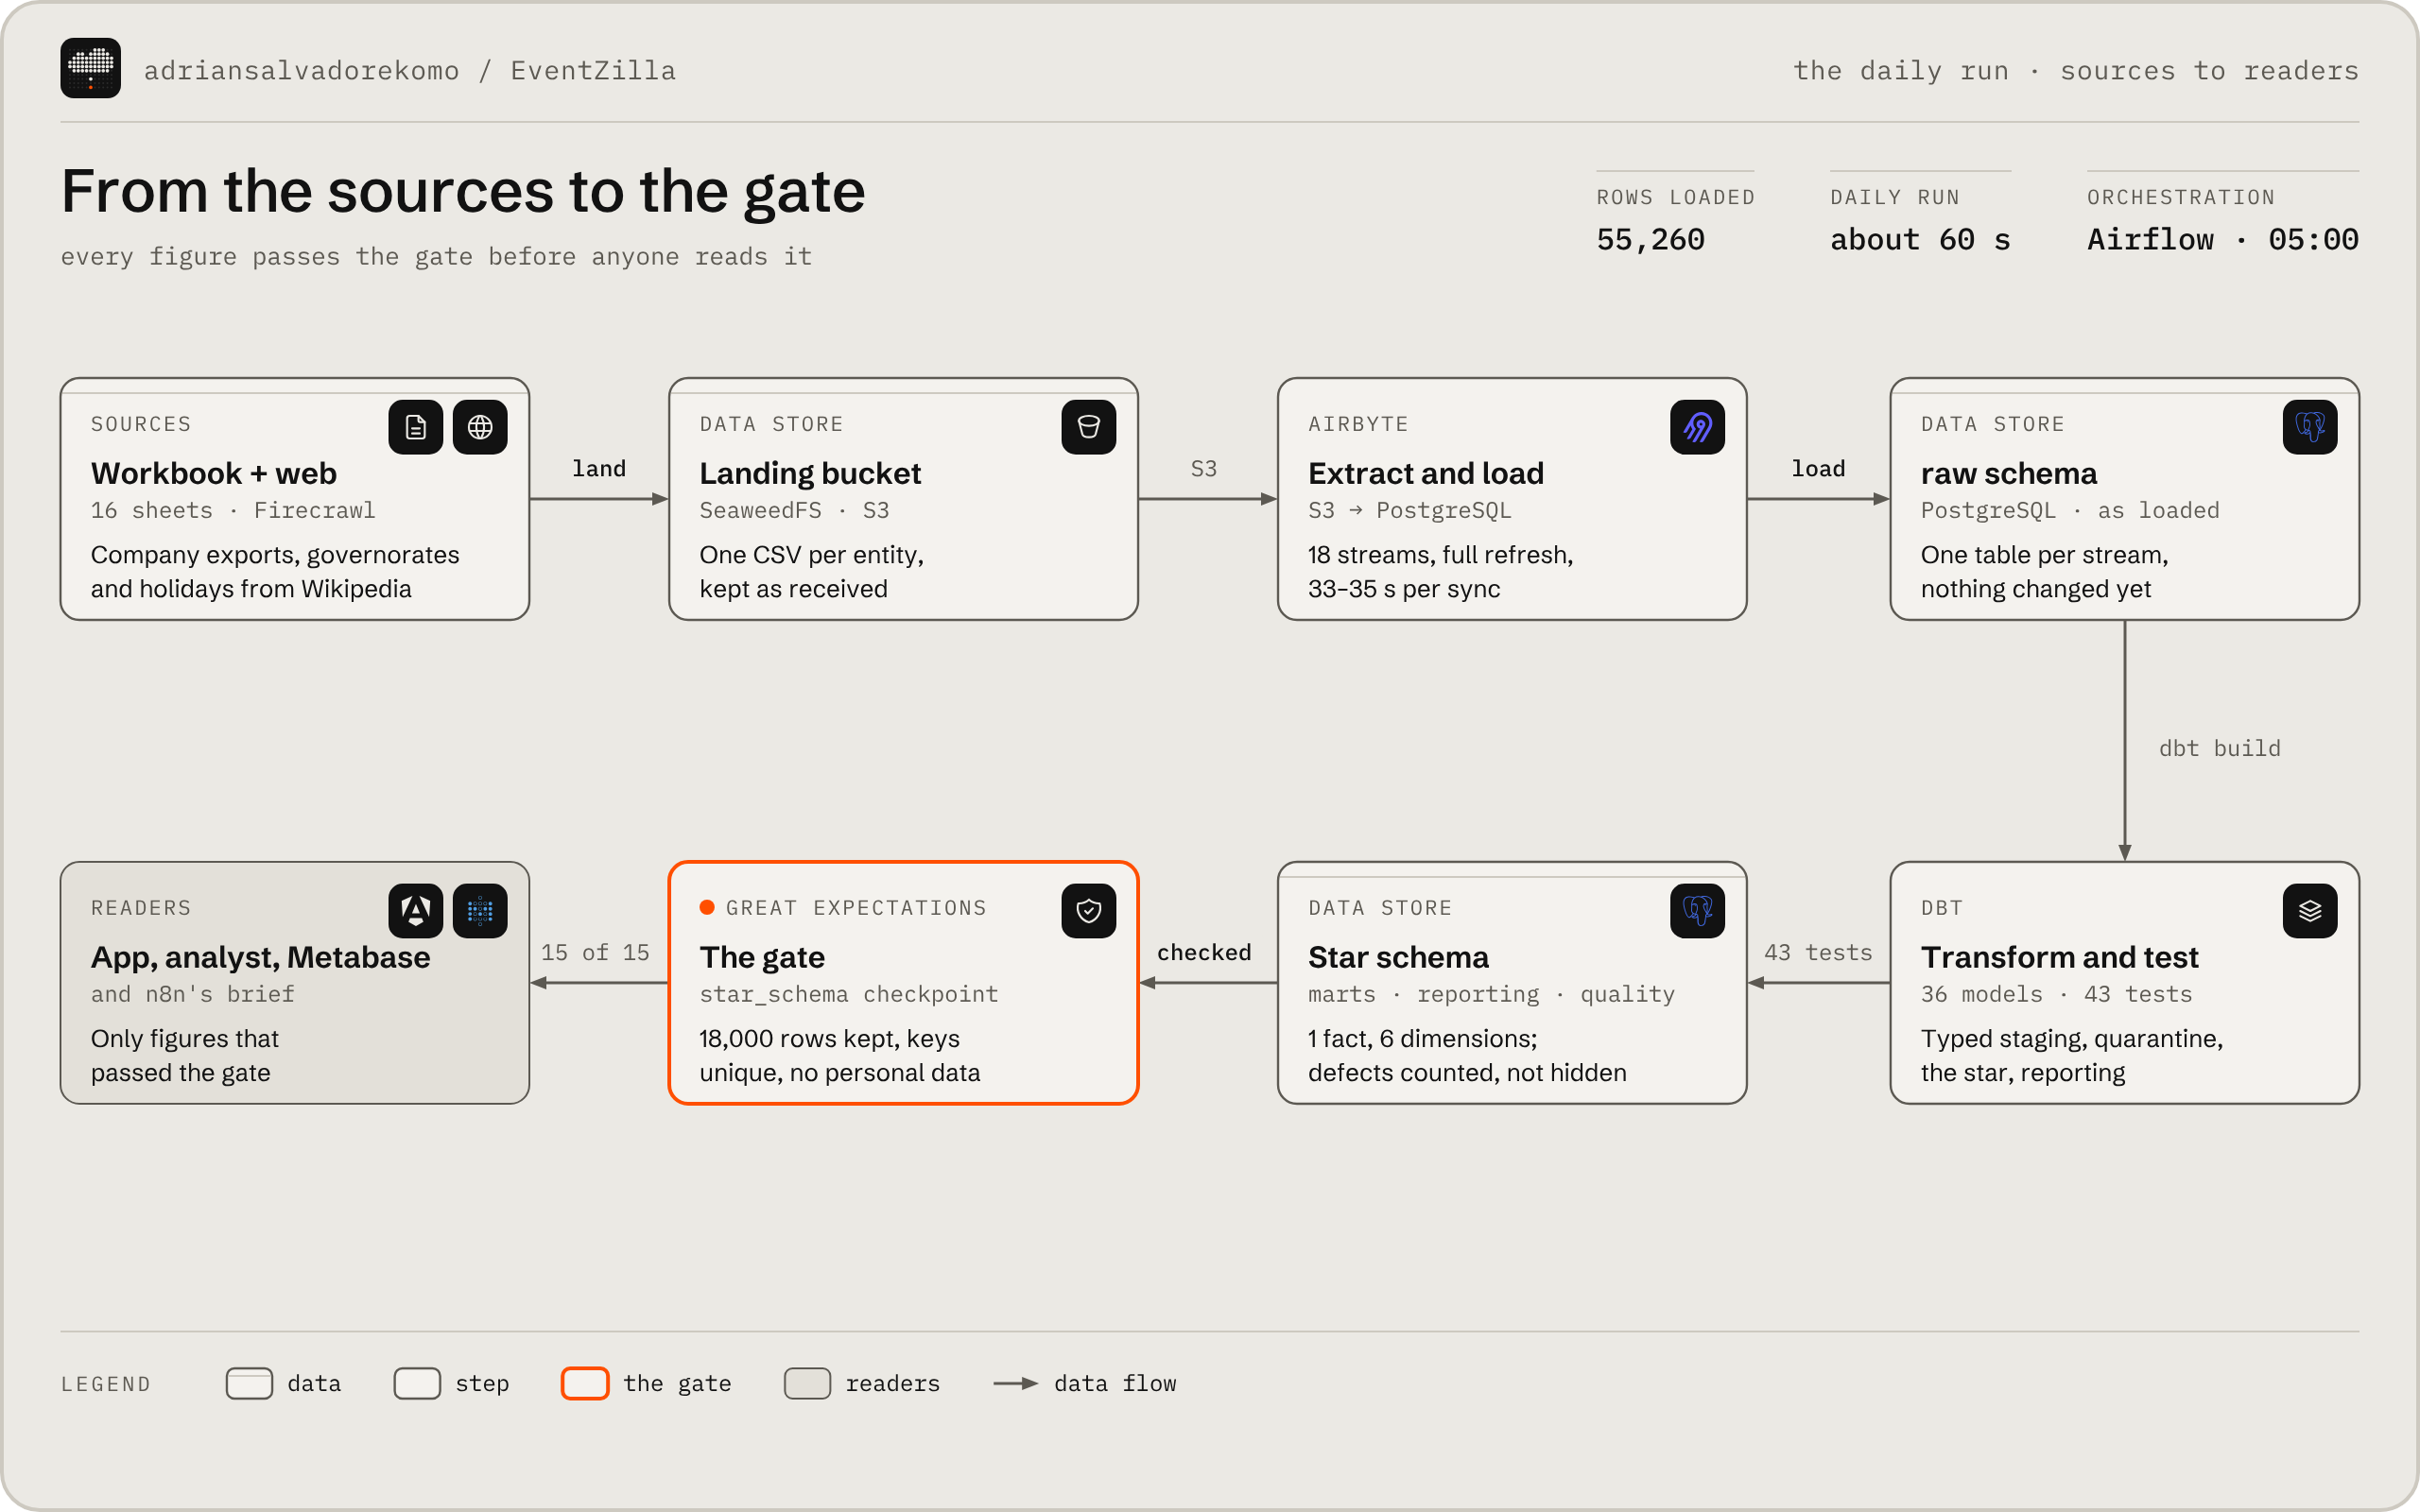 adriansalvadorekomo / EventZilla
the daily run · sources to readers
From the sources to the gate
every figure passes the gate before anyone reads it
ROWS LOADED
55,260
DAILY RUN
about 60 s
ORCHESTRATION
Airflow · 05:00
SOURCES
Workbook + web
16 sheets · Firecrawl
Company exports, governorates
and holidays from Wikipedia
land
DATA STORE
Landing bucket
SeaweedFS · S3
One CSV per entity,
kept as received
S3
AIRBYTE
Extract and load
S3 → PostgreSQL
18 streams, full refresh,
33–35 s per sync
load
DATA STORE
raw schema
PostgreSQL · as loaded
One table per stream,
nothing changed yet
dbt build
READERS
App, analyst, Metabase
and n8n's brief
Only figures that
passed the gate
15 of 15
GREAT EXPECTATIONS
The gate
star_schema checkpoint
18,000 rows kept, keys
unique, no personal data
checked
DATA STORE
Star schema
marts · reporting · quality
1 fact, 6 dimensions;
defects counted, not hidden
43 tests
DBT
Transform and test
36 models · 43 tests
Typed staging, quarantine,
the star, reporting
LEGEND
data
step
the gate
readers
data flow